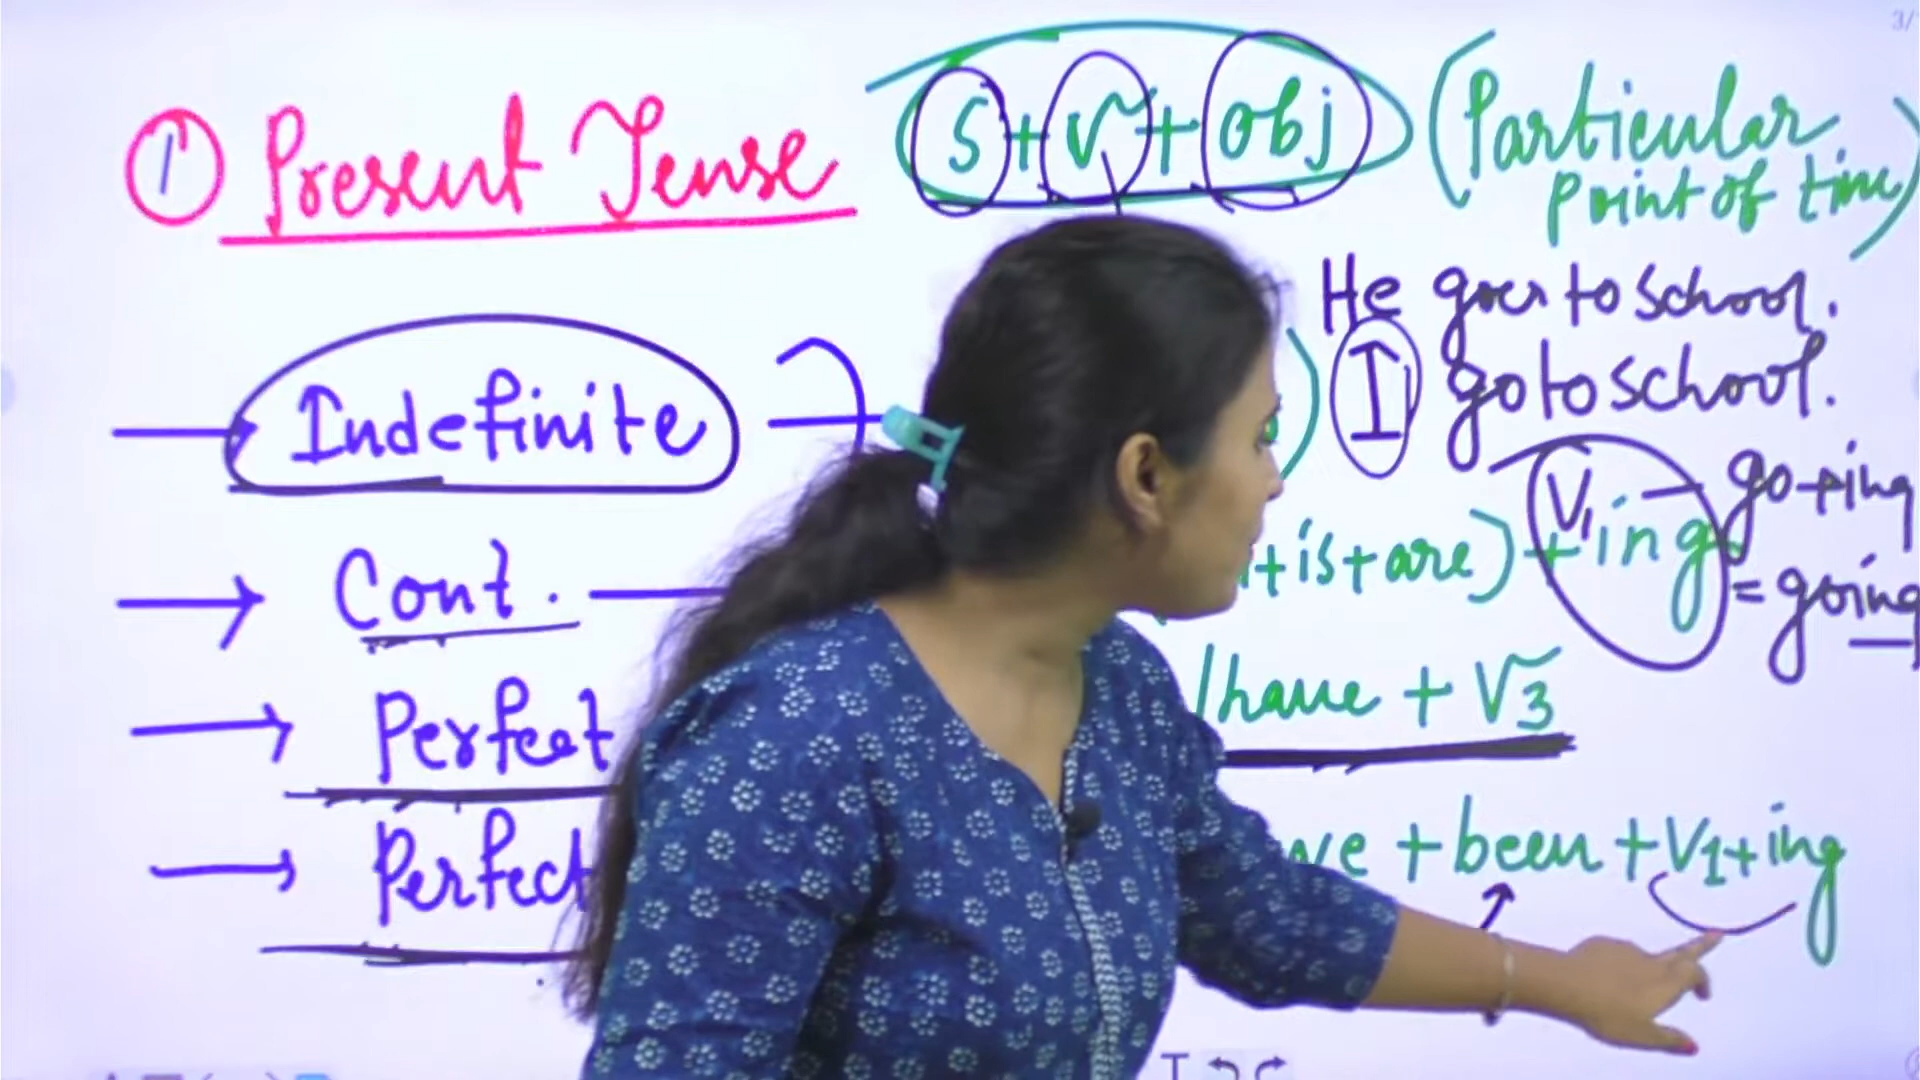 ① Present Tense
S + V + obj (Particular
point of time)
He goes to school.
I go to school.
Indefinite
V1 — go+ing
Cont.
+is+are) + ing
= going
/have + V3
Perfect
Perfect
ve + been + V1 + ing